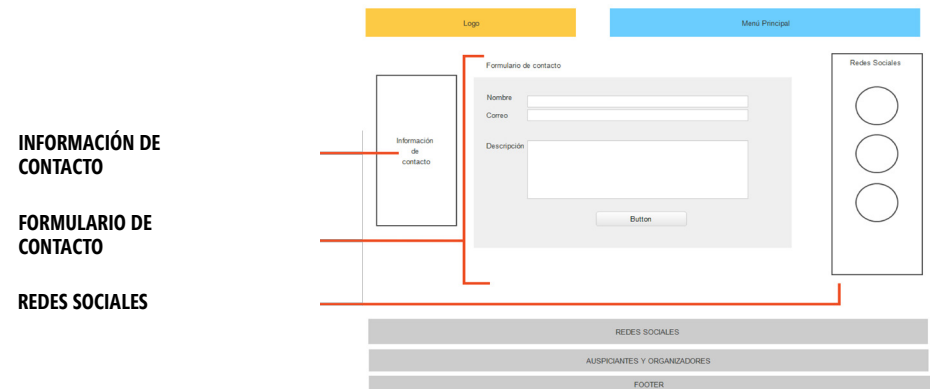 Logo
Menú Principal
Formulario de contacto
Redes Sociales
Nombre
Correo
Información
de
contacto
Descripción
Button
INFORMACIÓN DE
CONTACTO
FORMULARIO DE
CONTACTO
REDES SOCIALES
REDES SOCIALES
AUSPICIANTES Y ORGANIZADORES
FOOTER